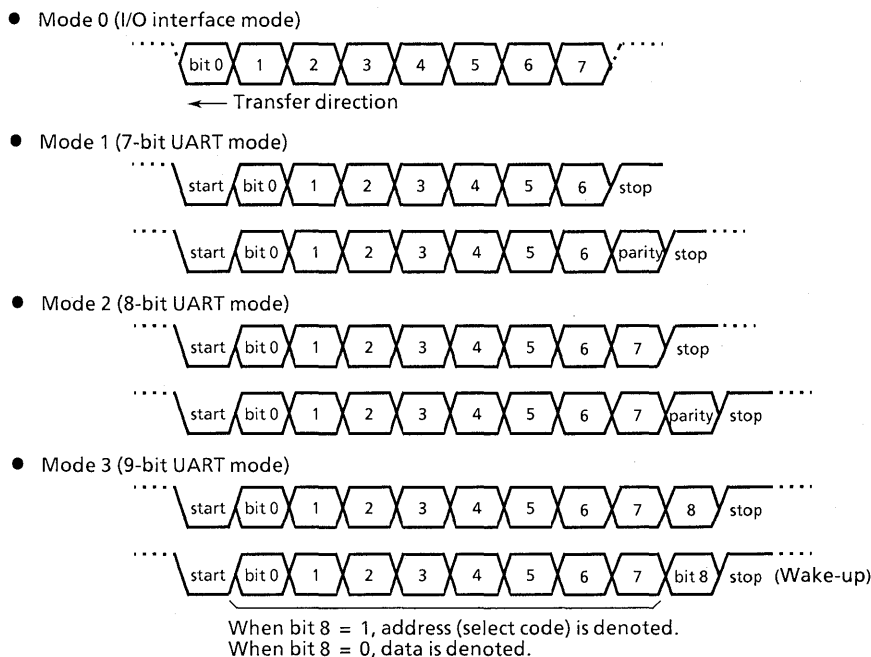 ● Mode 0 (I/O interface mode)
bit 0 1 2 3 4 5 6 7
← Transfer direction
● Mode 1 (7-bit UART mode)
start bit 0 1 2 3 4 5 6 stop
start bit 0 1 2 3 4 5 6 parity stop
● Mode 2 (8-bit UART mode)
start bit 0 1 2 3 4 5 6 7 stop
start bit 0 1 2 3 4 5 6 7 parity stop
● Mode 3 (9-bit UART mode)
start bit 0 1 2 3 4 5 6 7 8 stop
start bit 0 1 2 3 4 5 6 7 bit 8 stop (Wake-up)
When bit 8 = 1, address (select code) is denoted.
When bit 8 = 0, data is denoted.